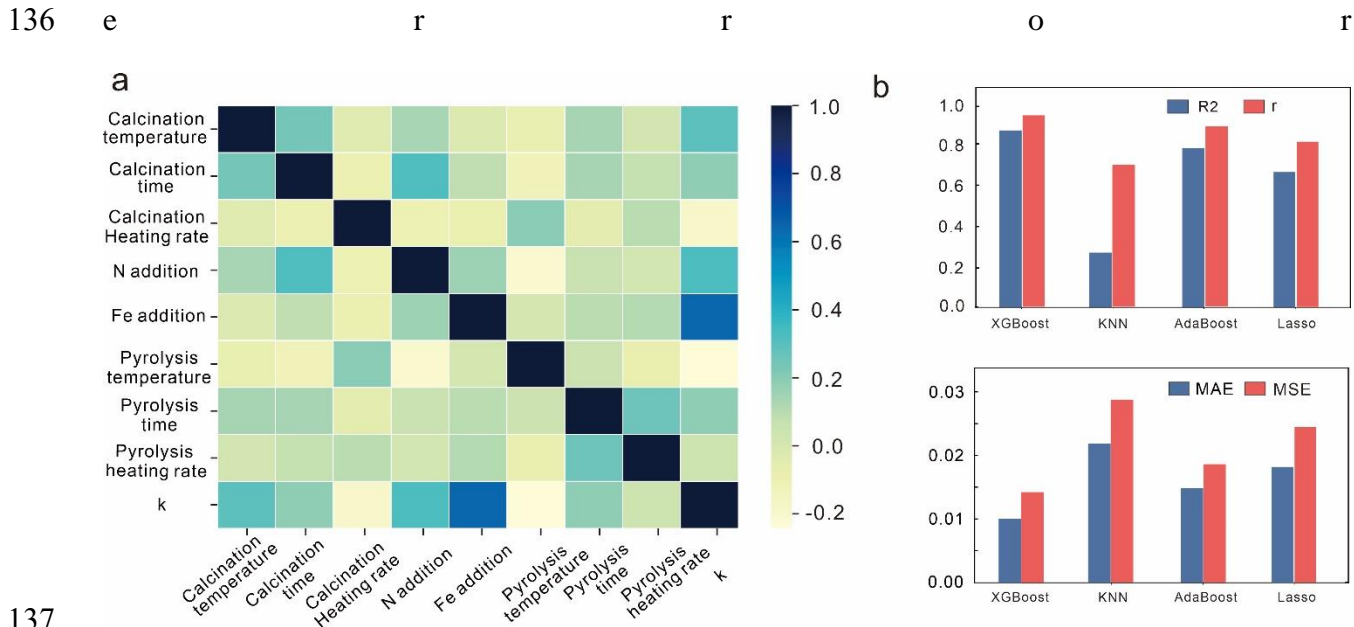 136 e r r o r
a
Calcination
temperature
Calcination
time
Calcination
Heating rate
N addition
Fe addition
Pyrolysis
temperature
Pyrolysis
time
Pyrolysis
heating rate
k
Calcination
temperature
Calcination
time
Calcination
Heating rate
N addition
Fe addition
Pyrolysis
temperature
Pyrolysis
time
Pyrolysis
heating rate
k
1.0
0.8
0.6
0.4
0.2
0.0
-0.2
b
R2 r
1.0
0.8
0.6
0.4
0.2
0.0
XGBoost KNN AdaBoost Lasso
MAE MSE
0.03
0.02
0.01
0.00
XGBoost KNN AdaBoost Lasso
137